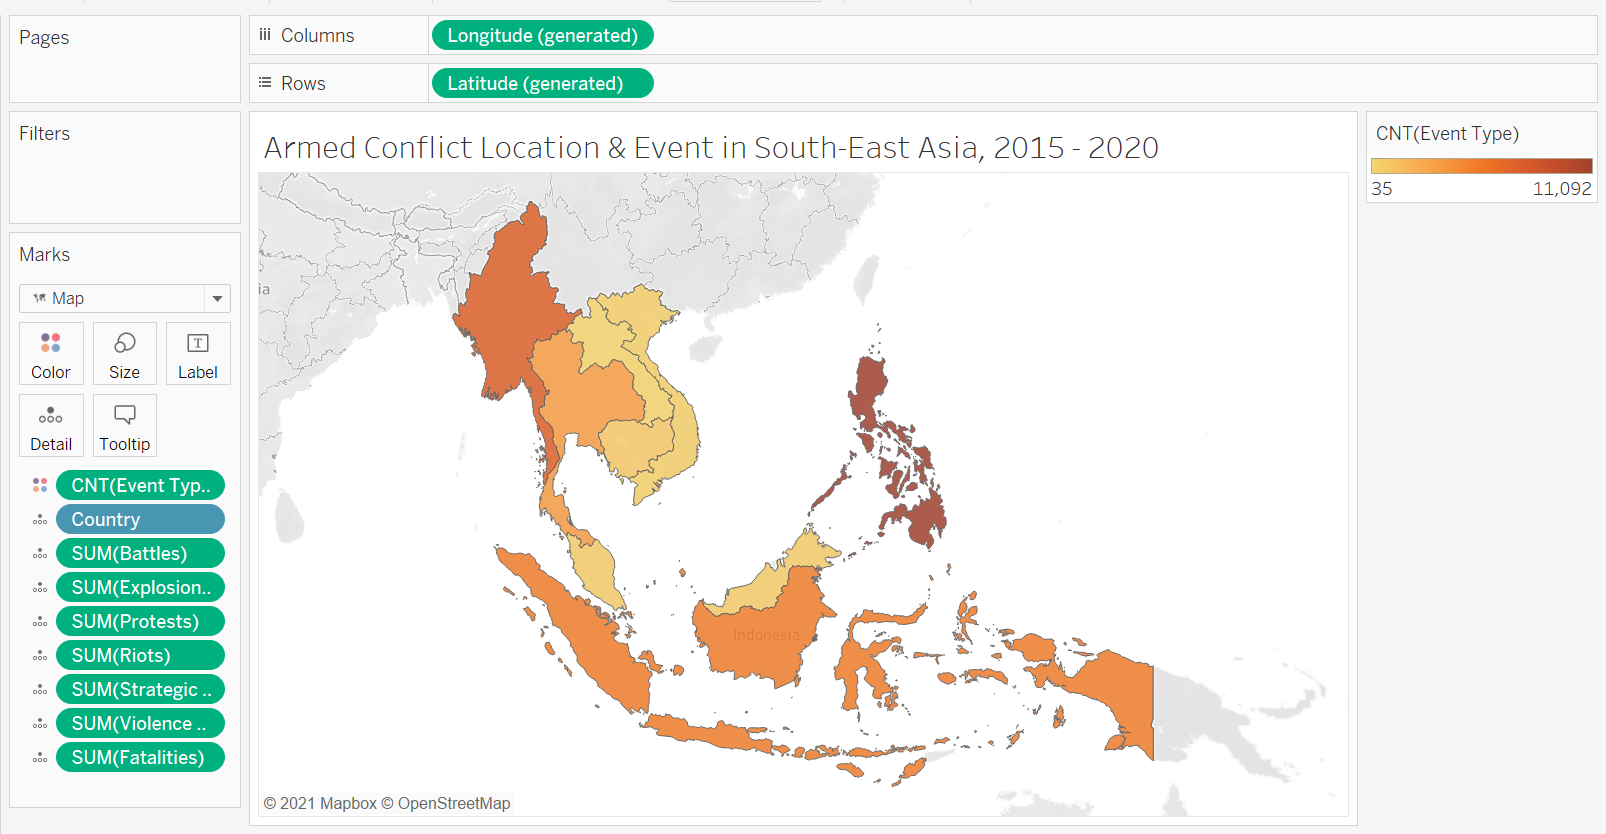 Pages
Columns
Longitude (generated)
Rows
Latitude (generated)
Filters
Armed Conflict Location & Event in South-East Asia, 2015 - 2020
CNT(Event Type)
35
11,092
Marks
Map
Color
Size
Label
Detail
Tooltip
CNT(Event Typ..
Country
SUM(Battles)
SUM(Explosion..
SUM(Protests)
SUM(Riots)
SUM(Strategic ..
SUM(Violence ..
SUM(Fatalities)
ia
Indonesia
© 2021 Mapbox © OpenStreetMap